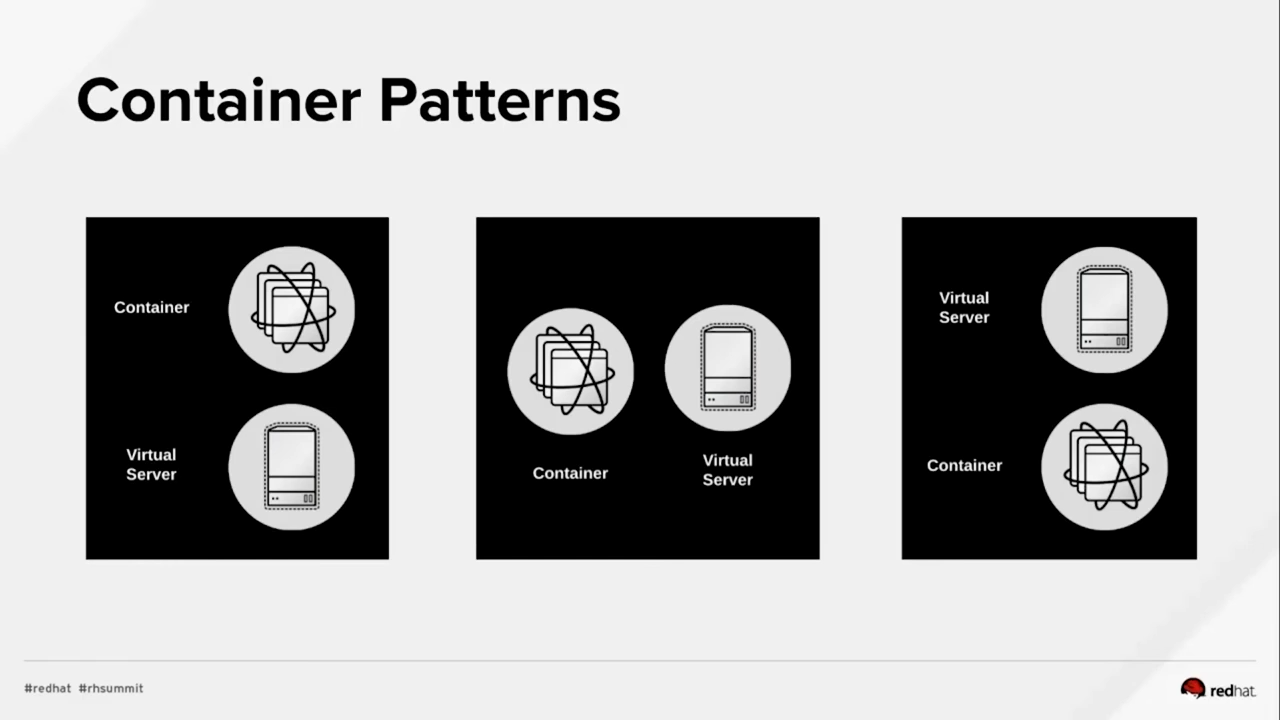 Container Patterns
Container
Virtual
Server
Container
Virtual
Server
Virtual
Server
Container
#redhat #rhsummit
redhat.